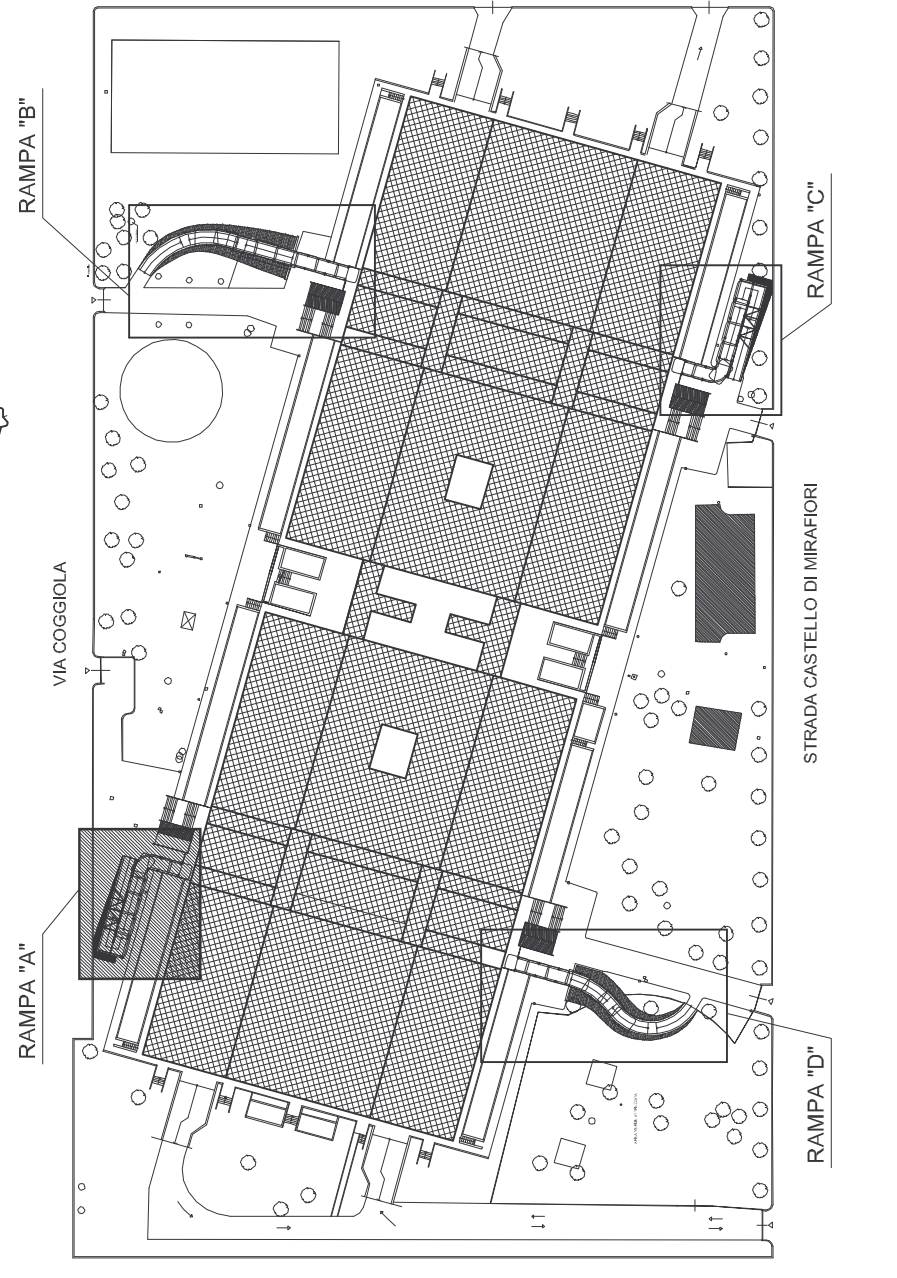 RAMPA "B"
RAMPA "C"
VIA COGGIOLA
STRADA CASTELLO DI MIRAFIORI
RAMPA "A"
RAMPA "D"